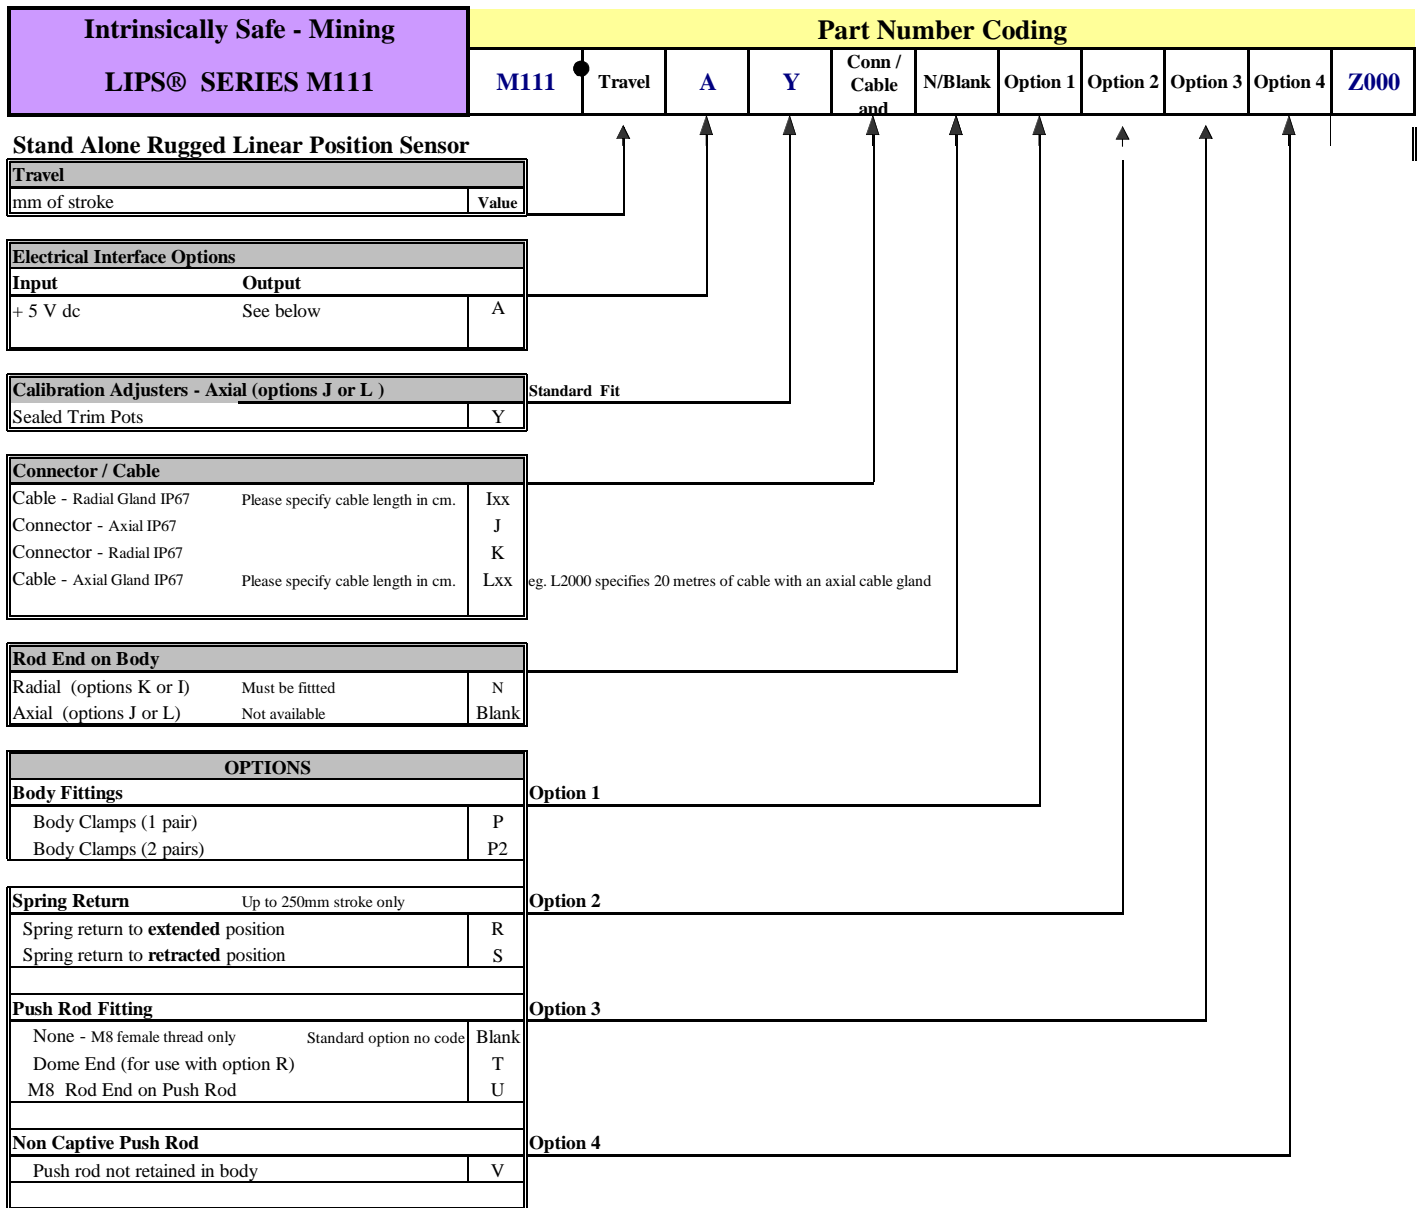 Intrinsically Safe - Mining
Part Number Coding
LIPS® SERIES M111
M111 Travel A Y Conn / Cable and N/Blank Option 1 Option 2 Option 3 Option 4 Z000
Stand Alone Rugged Linear Position Sensor
Travel
mm of stroke Value
Electrical Interface Options
Input Output
+ 5 V dc See below A
Calibration Adjusters - Axial (options J or L ) Standard Fit
Sealed Trim Pots Y
Connector / Cable
Cable - Radial Gland IP67 Please specify cable length in cm. Ixx
Connector - Axial IP67 J
Connector - Radial IP67 K
Cable - Axial Gland IP67 Please specify cable length in cm. Lxx eg. L2000 specifies 20 metres of cable with an axial cable gland
Rod End on Body
Radial (options K or I) Must be fittted N
Axial (options J or L) Not available Blank
OPTIONS
Body Fittings Option 1
Body Clamps (1 pair) P
Body Clamps (2 pairs) P2
Spring Return Up to 250mm stroke only Option 2
Spring return to extended position R
Spring return to retracted position S
Push Rod Fitting Option 3
None - M8 female thread only Standard option no code Blank
Dome End (for use with option R) T
M8 Rod End on Push Rod U
Non Captive Push Rod Option 4
Push rod not retained in body V